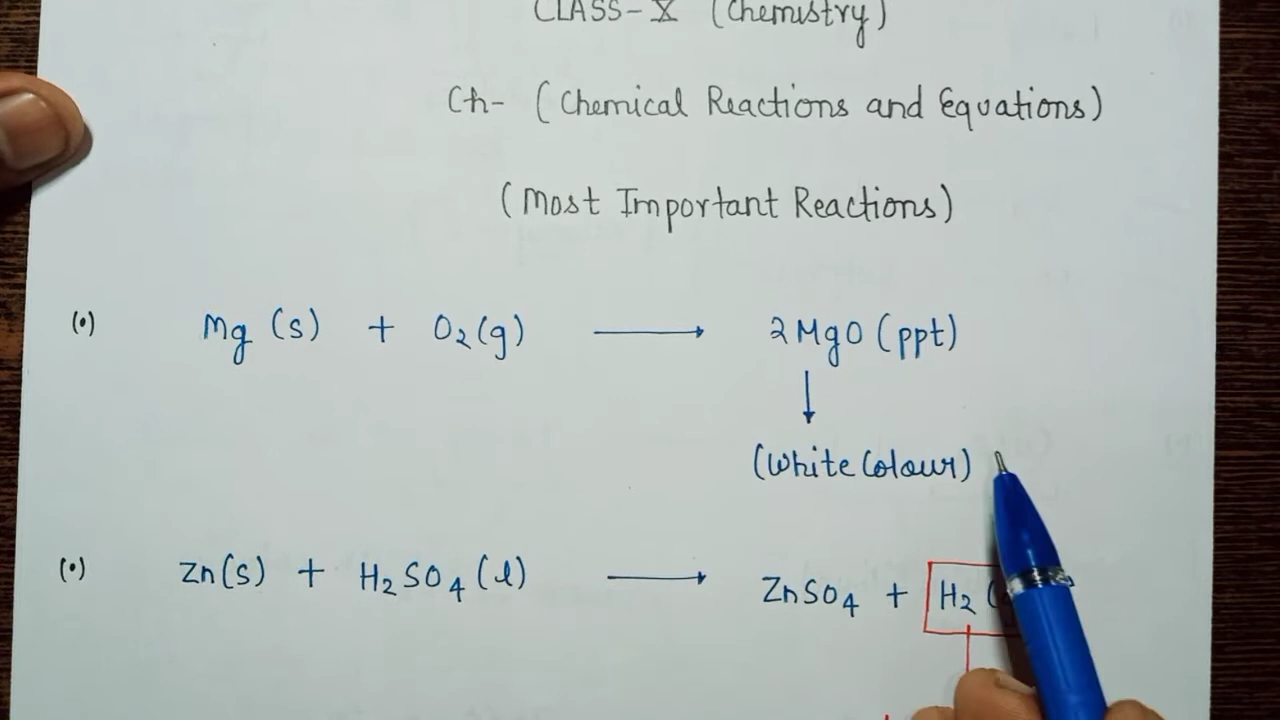 CLASS-X (Chemistry)
Ch- (Chemical Reactions and Equations)
(Most Important Reactions)
(•) Mg (s) + O₂(g) ⟶ 2MgO (ppt)
↓
(White Colour)
(•) Zn(s) + H₂SO₄(l) ⟶ ZnSO₄ + H₂ (